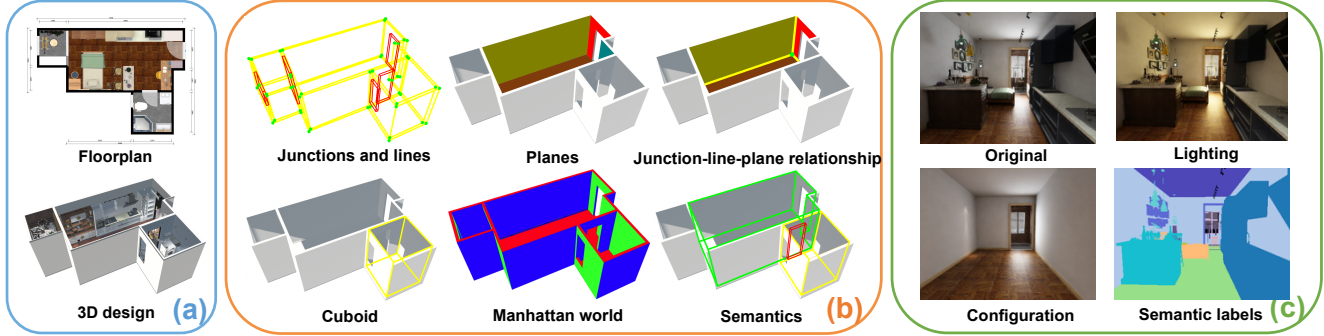 Floorplan
3D design
(a)
Junctions and lines
Planes
Junction-line-plane relationship
Cuboid
Manhattan world
Semantics
(b)
Original
Lighting
Configuration
Semantic labels
(c)